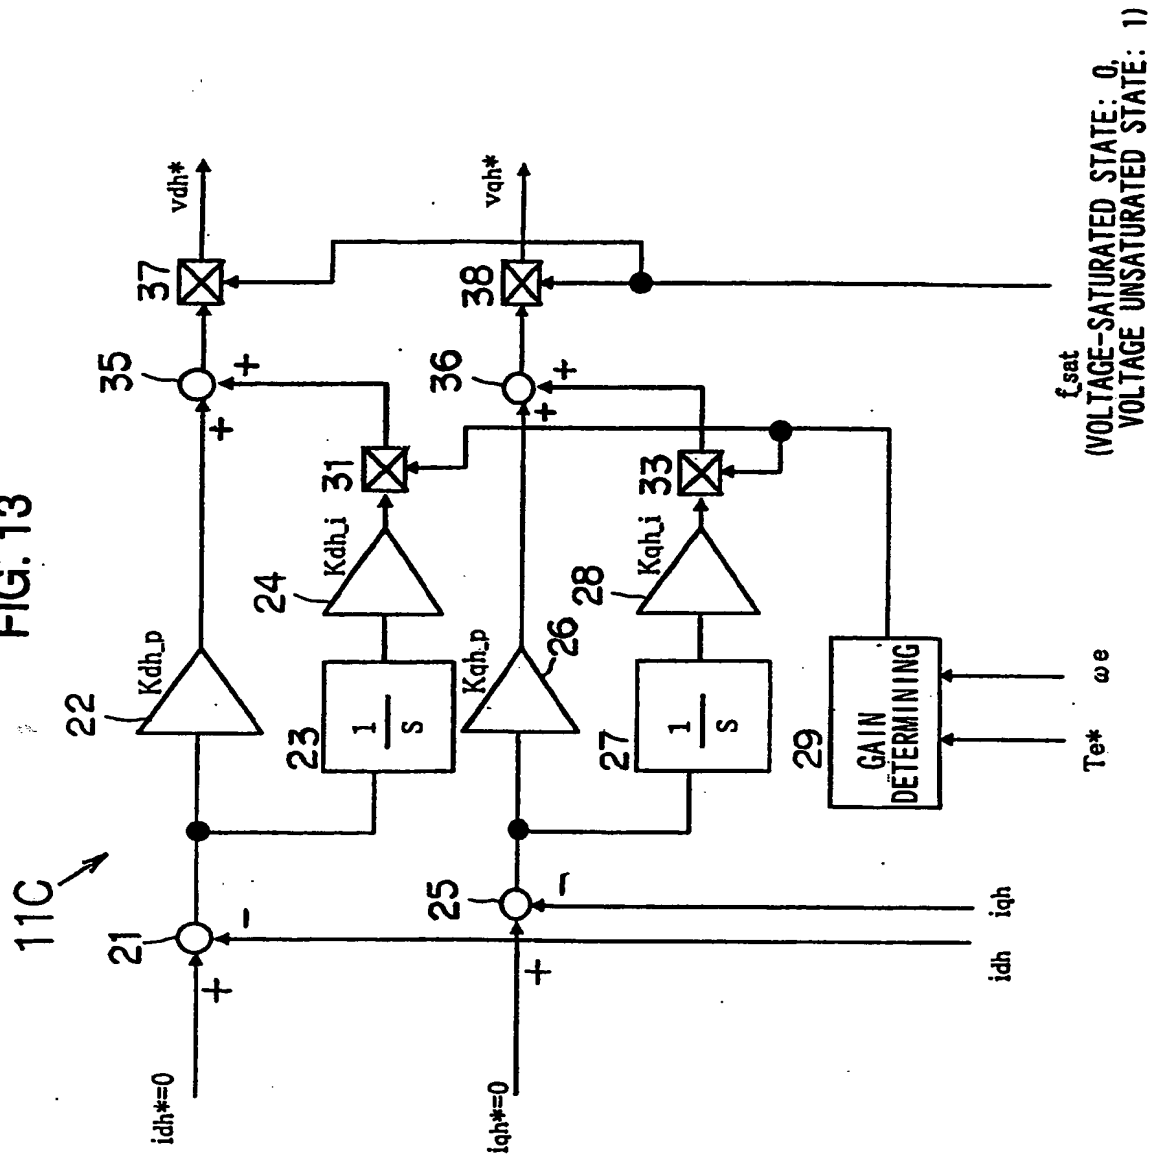 FIG. 13
11C
idh*=0
+
21
-
22
Kdh_p
23
1
S
24
Kdh_i
31
+
35
+
37
vdh*
iqh*=0
+
25
-
Kqh_p
26
27
1
S
28
Kqh_i
33
+
36
+
38
vqh*
29
GAIN
DETERMINING
idh
iqh
Te*
ωe
f_sat
(VOLTAGE-SATURATED STATE: 0,
VOLTAGE UNSATURATED STATE: 1)